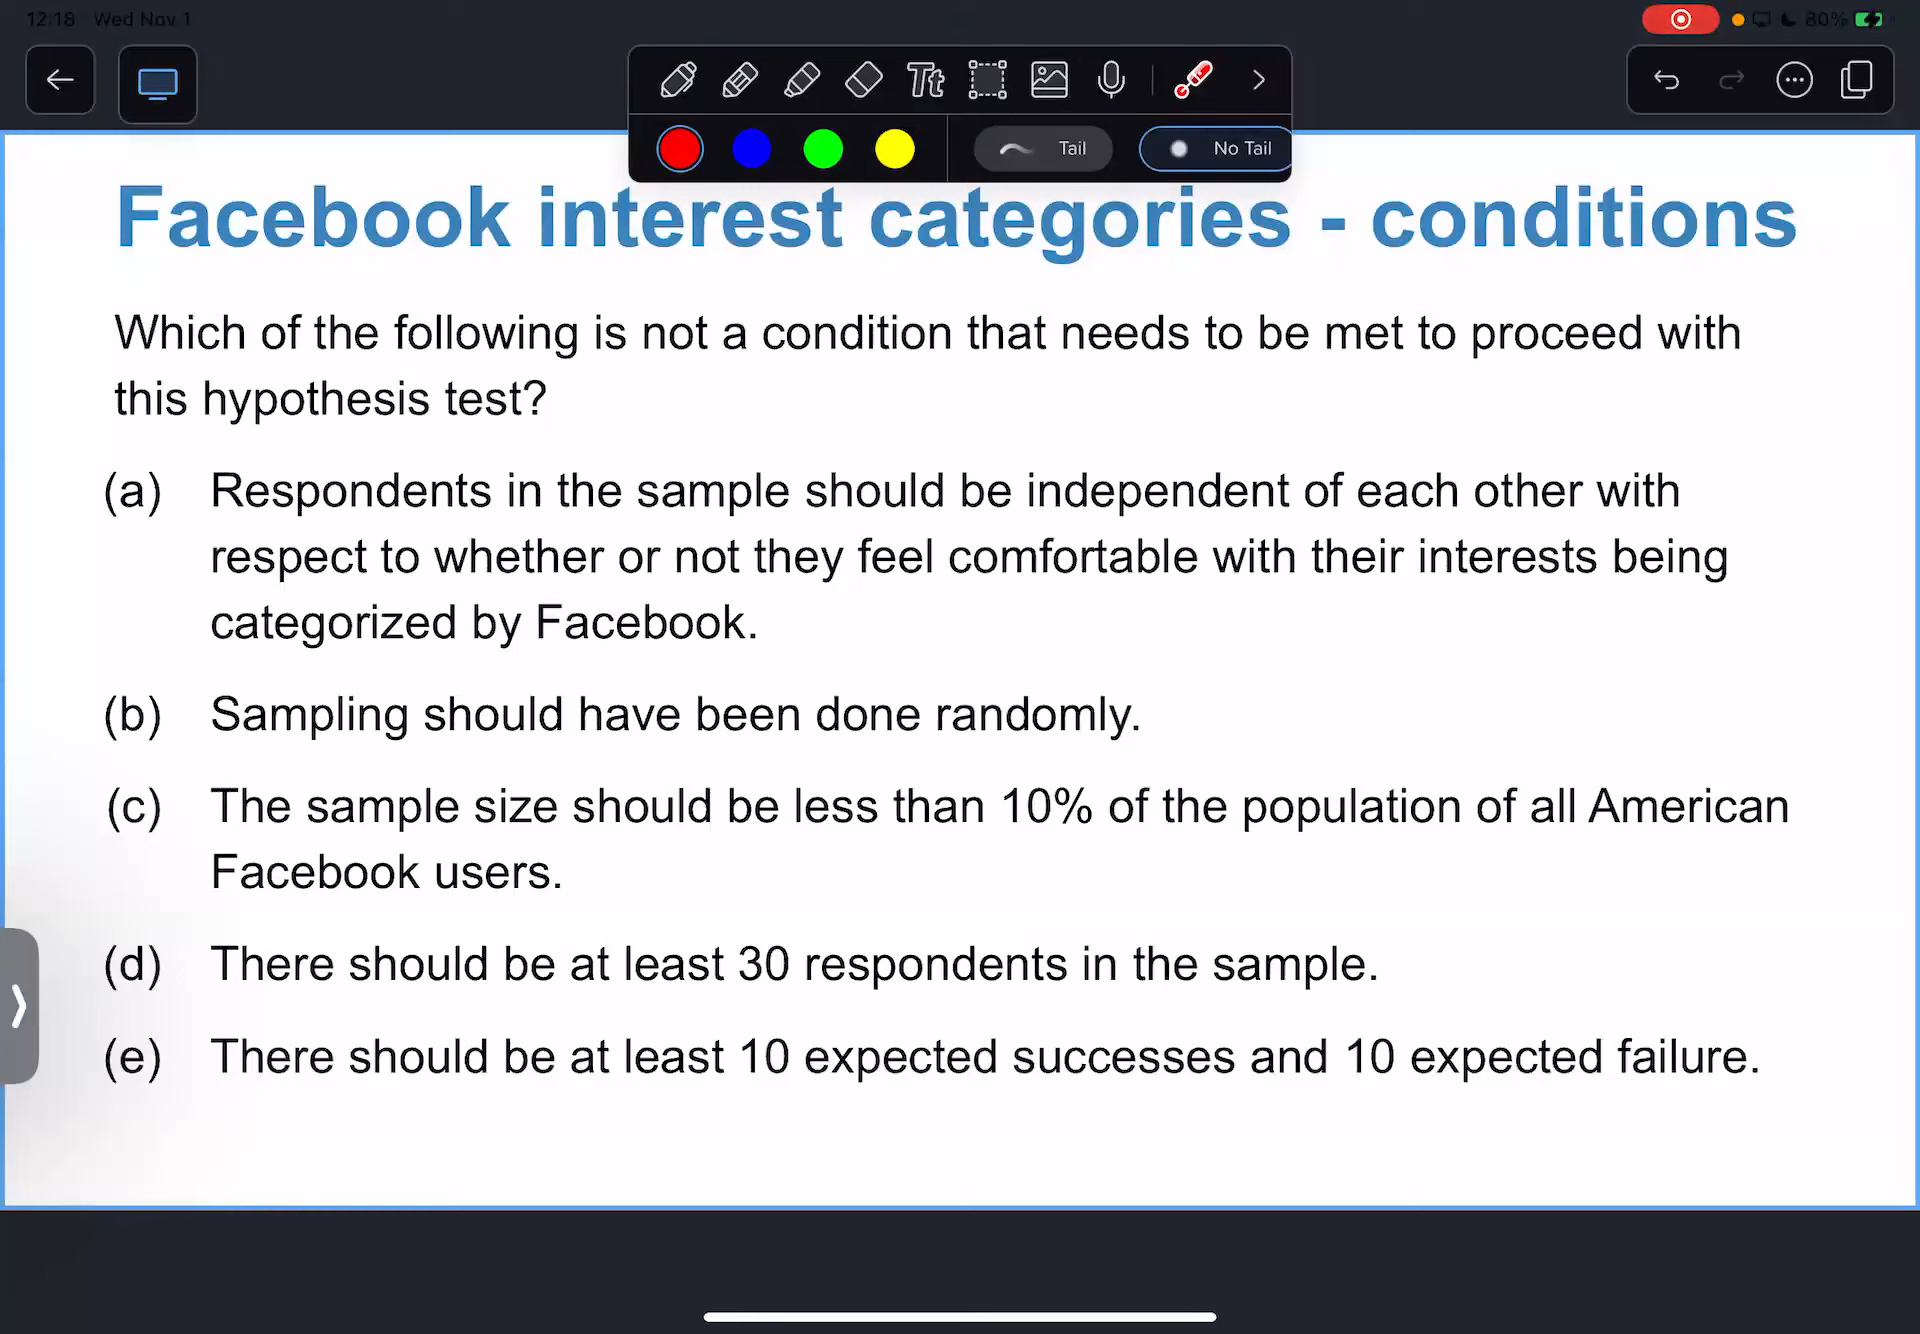 12:18 Wed Nov 1
80%
Tt
Tail
No Tail
Facebook interest categories - conditions
Which of the following is not a condition that needs to be met to proceed with
this hypothesis test?
(a) Respondents in the sample should be independent of each other with
respect to whether or not they feel comfortable with their interests being
categorized by Facebook.
(b) Sampling should have been done randomly.
(c) The sample size should be less than 10% of the population of all American
Facebook users.
(d) There should be at least 30 respondents in the sample.
(e) There should be at least 10 expected successes and 10 expected failure.